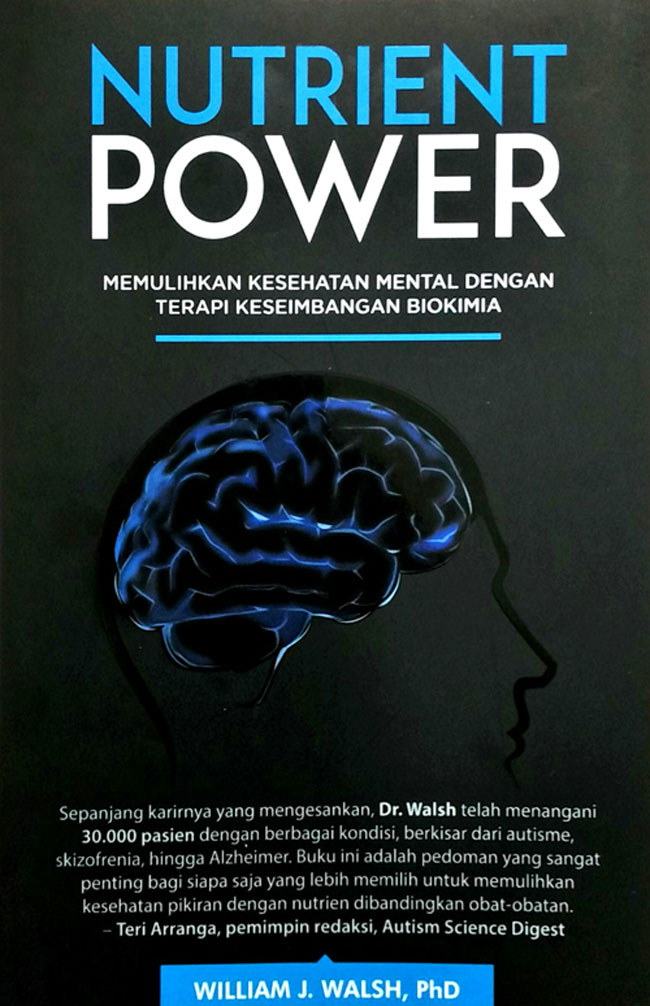 NUTRIENT
POWER
MEMULIHKAN KESEHATAN MENTAL DENGAN
TERAPI KESEIMBANGAN BIOKIMIA
Sepanjang karirnya yang mengesankan, Dr. Walsh telah menangani
30.000 pasien dengan berbagai kondisi, berkisar dari autisme,
skizofrenia, hingga Alzheimer. Buku ini adalah pedoman yang sangat
penting bagi siapa saja yang lebih memilih untuk memulihkan
kesehatan pikiran dengan nutrien dibandingkan obat-obatan.
– Teri Arranga, pemimpin redaksi, Autism Science Digest
WILLIAM J. WALSH, PhD